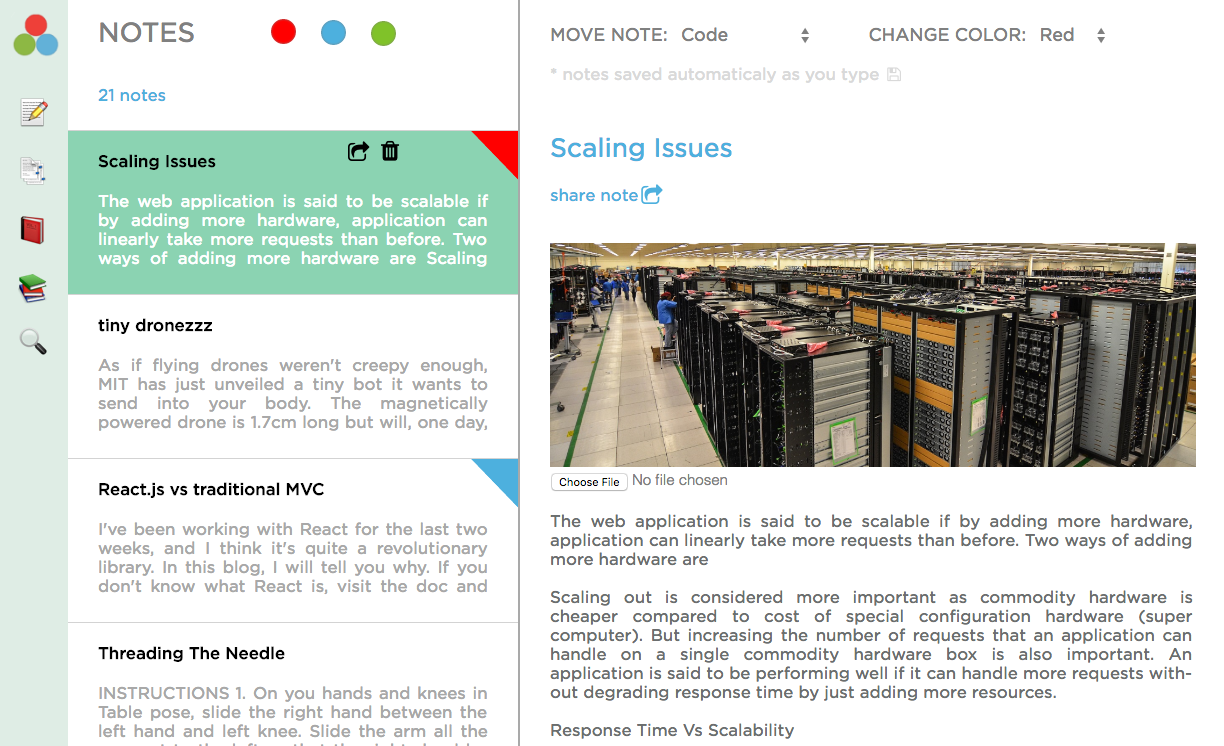 NOTES
21 notes
Scaling Issues
The web application is said to be scalable if
by adding more hardware, application can
linearly take more requests than before. Two
ways of adding more hardware are Scaling
tiny dronezzz
As if flying drones weren't creepy enough,
MIT has just unveiled a tiny bot it wants to
send into your body. The magnetically
powered drone is 1.7cm long but will, one day,
React.js vs traditional MVC
I've been working with React for the last two
weeks, and I think it's quite a revolutionary
library. In this blog, I will tell you why. If you
don't know what React is, visit the doc and
Threading The Needle
INSTRUCTIONS 1. On you hands and knees in
Table pose, slide the right hand between the
left hand and left knee. Slide the arm all the
MOVE NOTE: Code
CHANGE COLOR: Red
* notes saved automaticaly as you type
Scaling Issues
share note
Choose File No file chosen
The web application is said to be scalable if by adding more hardware,
application can linearly take more requests than before. Two ways of adding
more hardware are
Scaling out is considered more important as commodity hardware is
cheaper compared to cost of special configuration hardware (super
computer). But increasing the number of requests that an application can
handle on a single commodity hardware box is also important. An
application is said to be performing well if it can handle more requests with-
out degrading response time by just adding more resources.
Response Time Vs Scalability